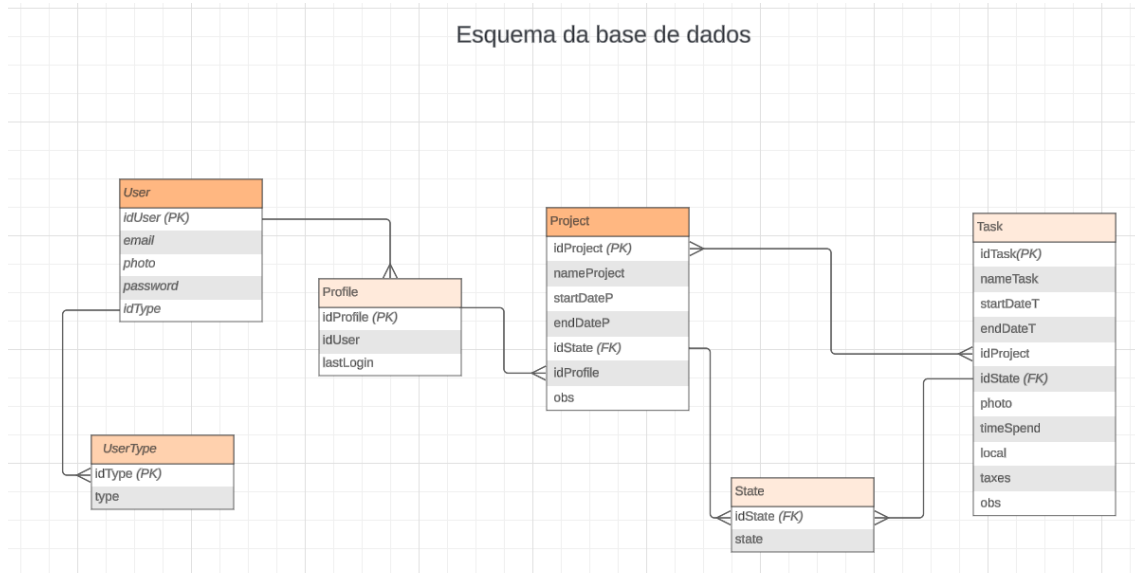 Esquema da base de dados
User
idUser (PK)
email
photo
password
idType
UserType
idType (PK)
type
Profile
idProfile (PK)
idUser
lastLogin
Project
idProject (PK)
nameProject
startDateP
endDateP
idState (FK)
idProfile
obs
State
idState (FK)
state
Task
idTask(PK)
nameTask
startDateT
endDateT
idProject
idState (FK)
photo
timeSpend
local
taxes
obs